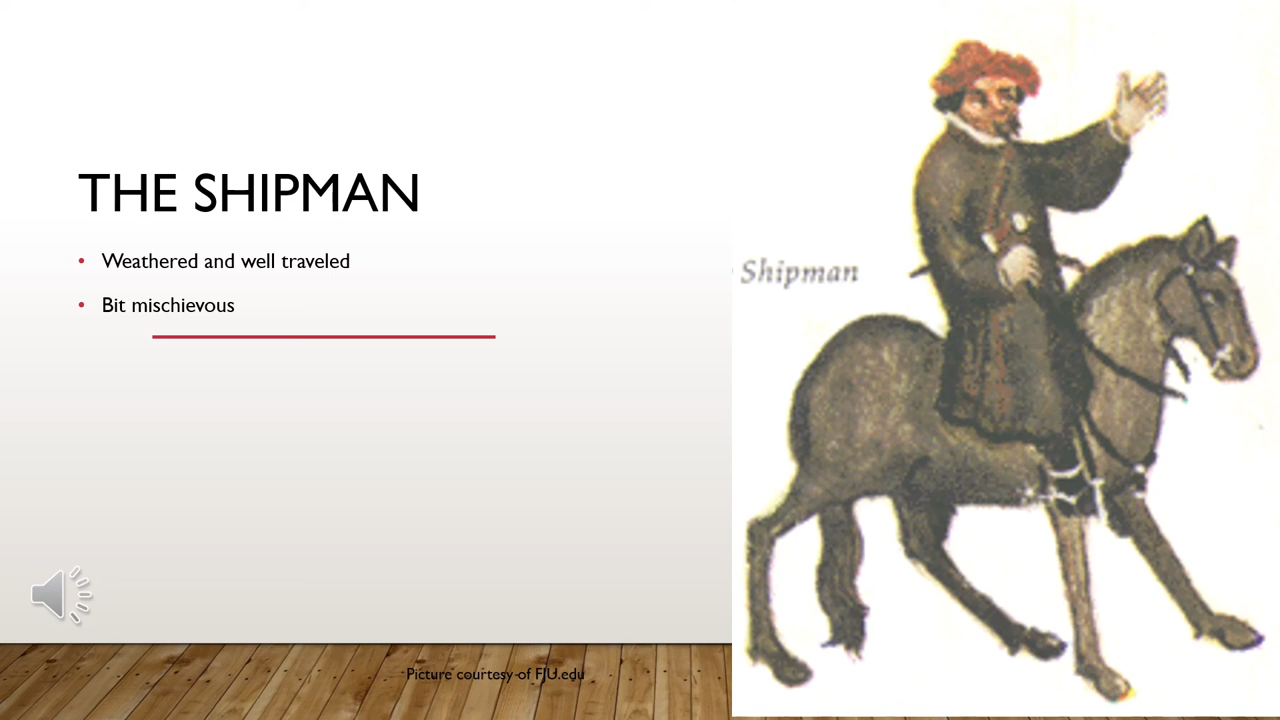 THE SHIPMAN
• Weathered and well traveled
• Bit mischievous
Shipman
Picture courtesy of FJU.edu